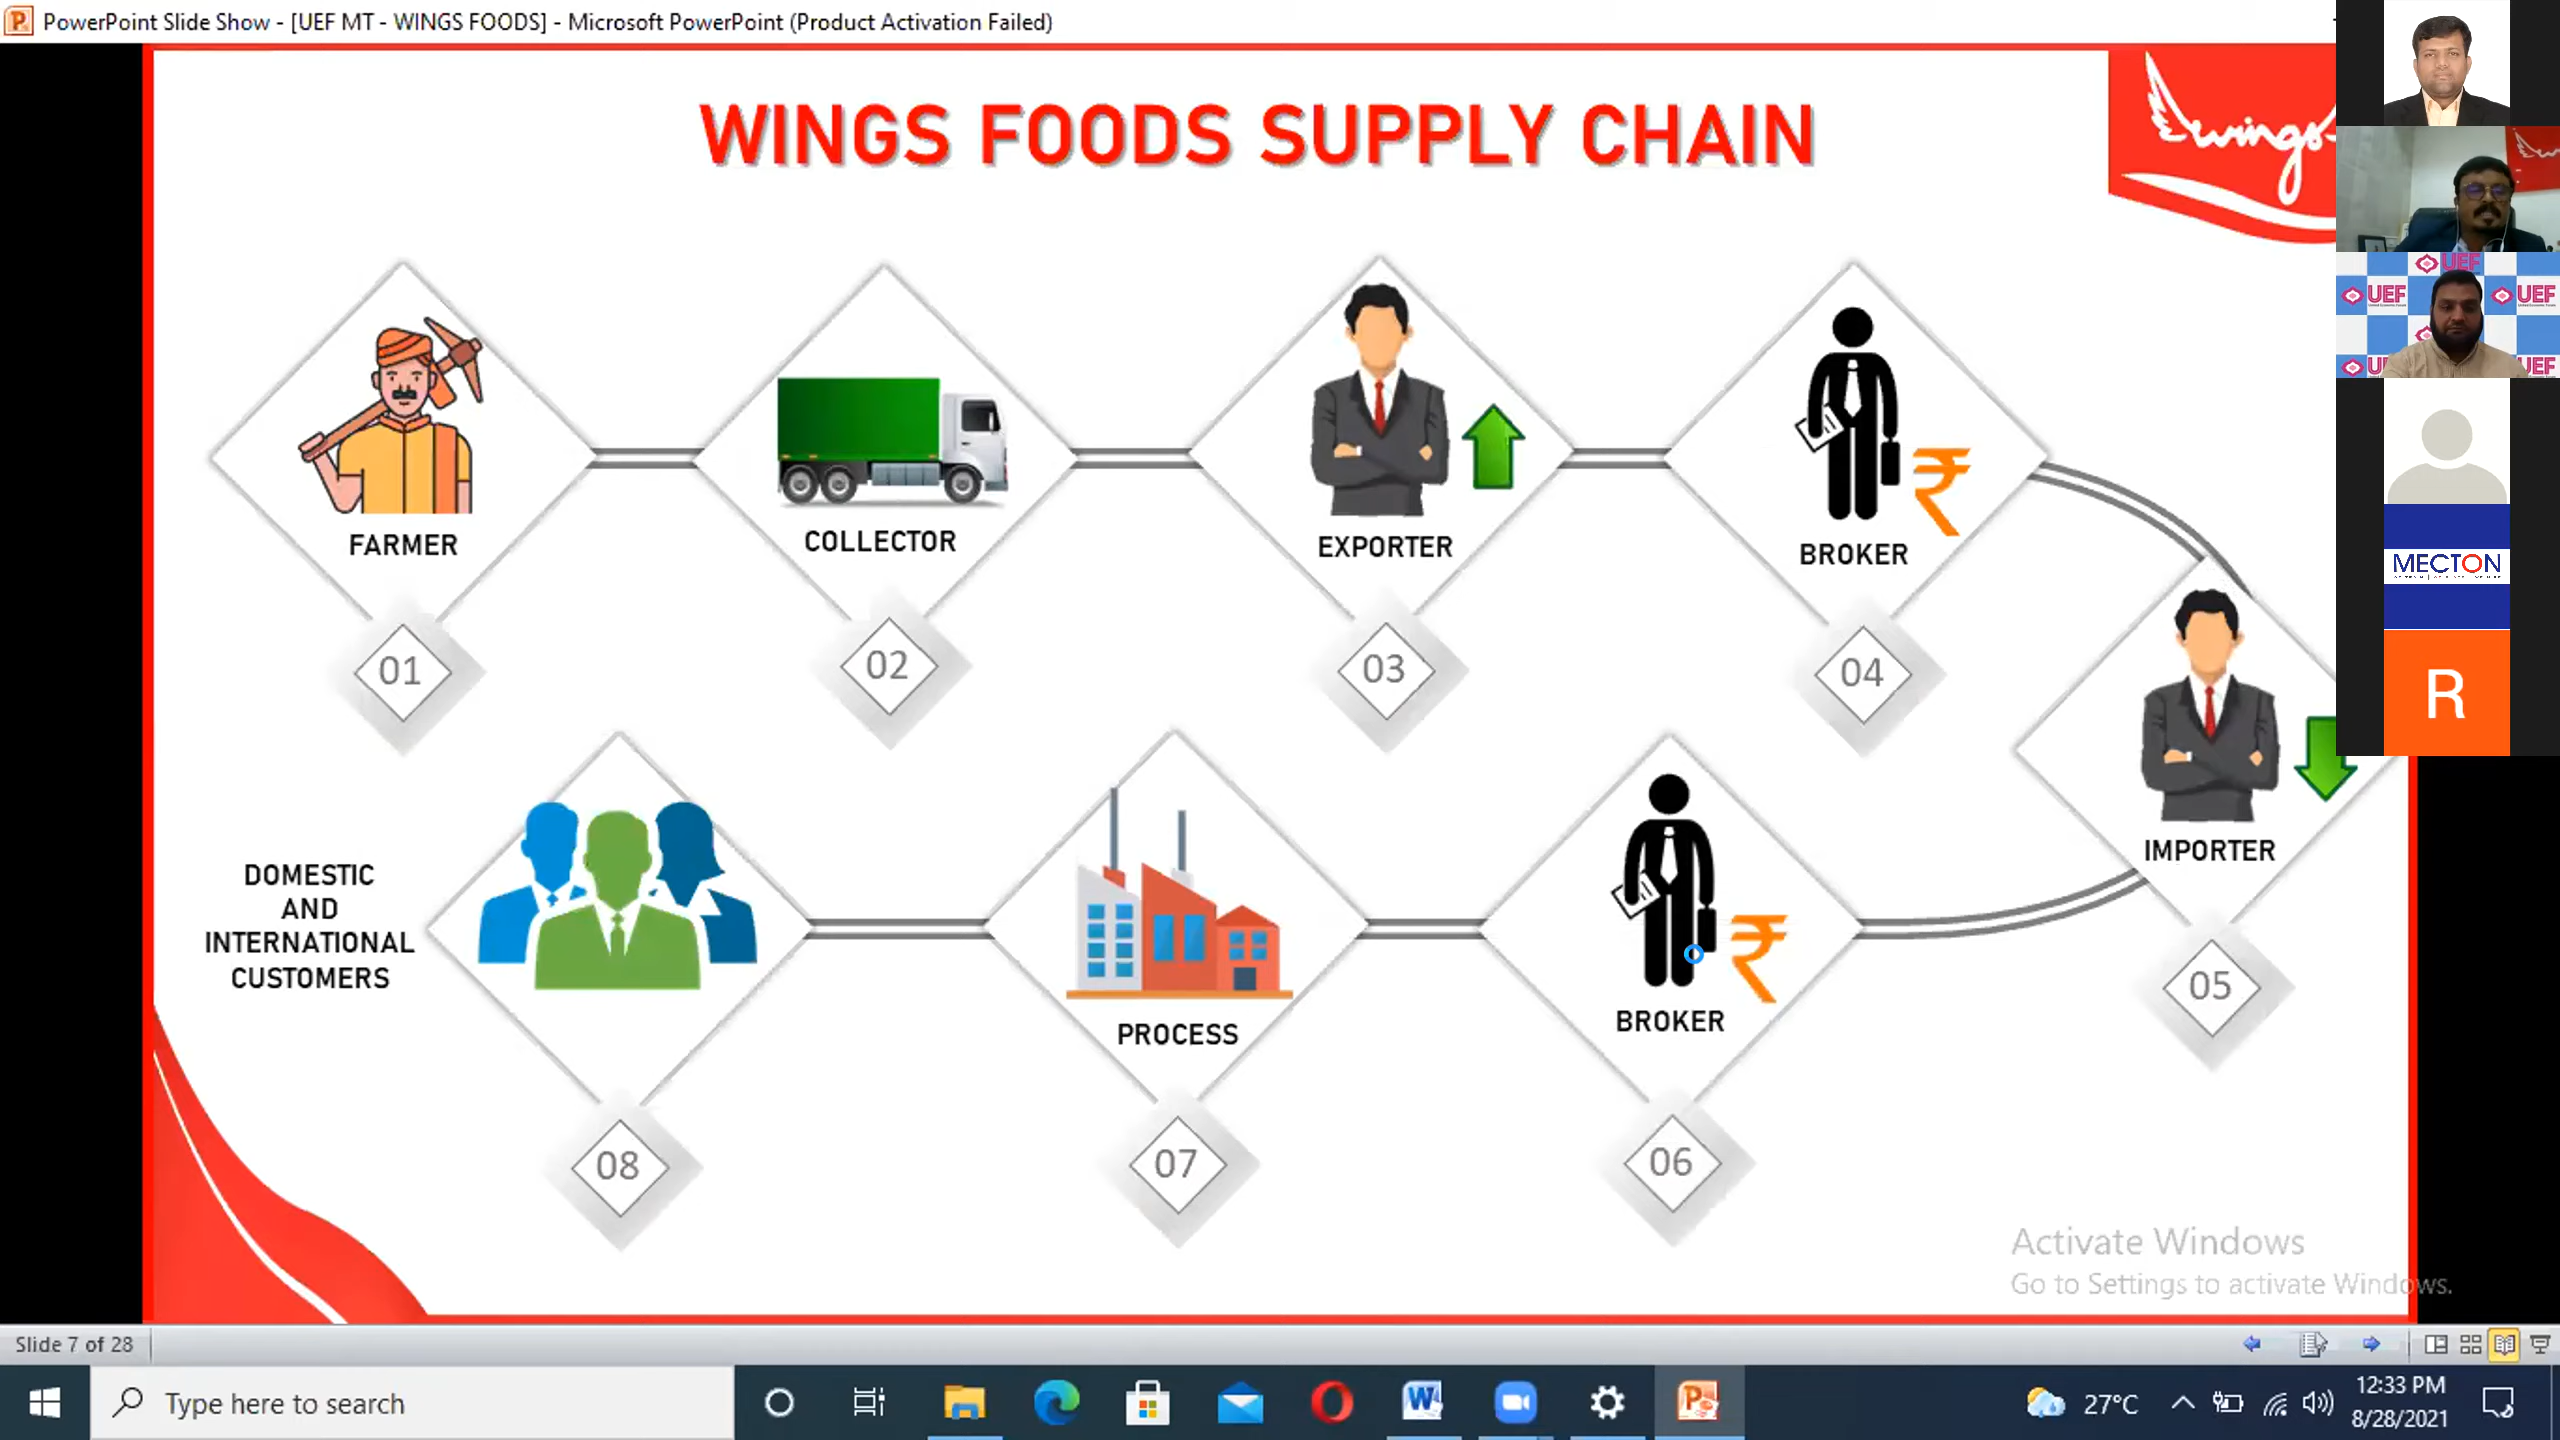 PowerPoint Slide Show - [UEF MT - WINGS FOODS] - Microsoft PowerPoint (Product Activation Failed)
WINGS FOODS SUPPLY CHAIN
wings
FARMER
COLLECTOR
EXPORTER
₹
BROKER
01
02
03
04
IMPORTER
05
₹
BROKER
06
PROCESS
07
DOMESTIC
AND
INTERNATIONAL
CUSTOMERS
08
UEF
UEF
UEF
UEF
MECTON
R
Activate Windows
Go to Settings to activate Windows.
Slide 7 of 28
Type here to search
27°C
12:33 PM
8/28/2021